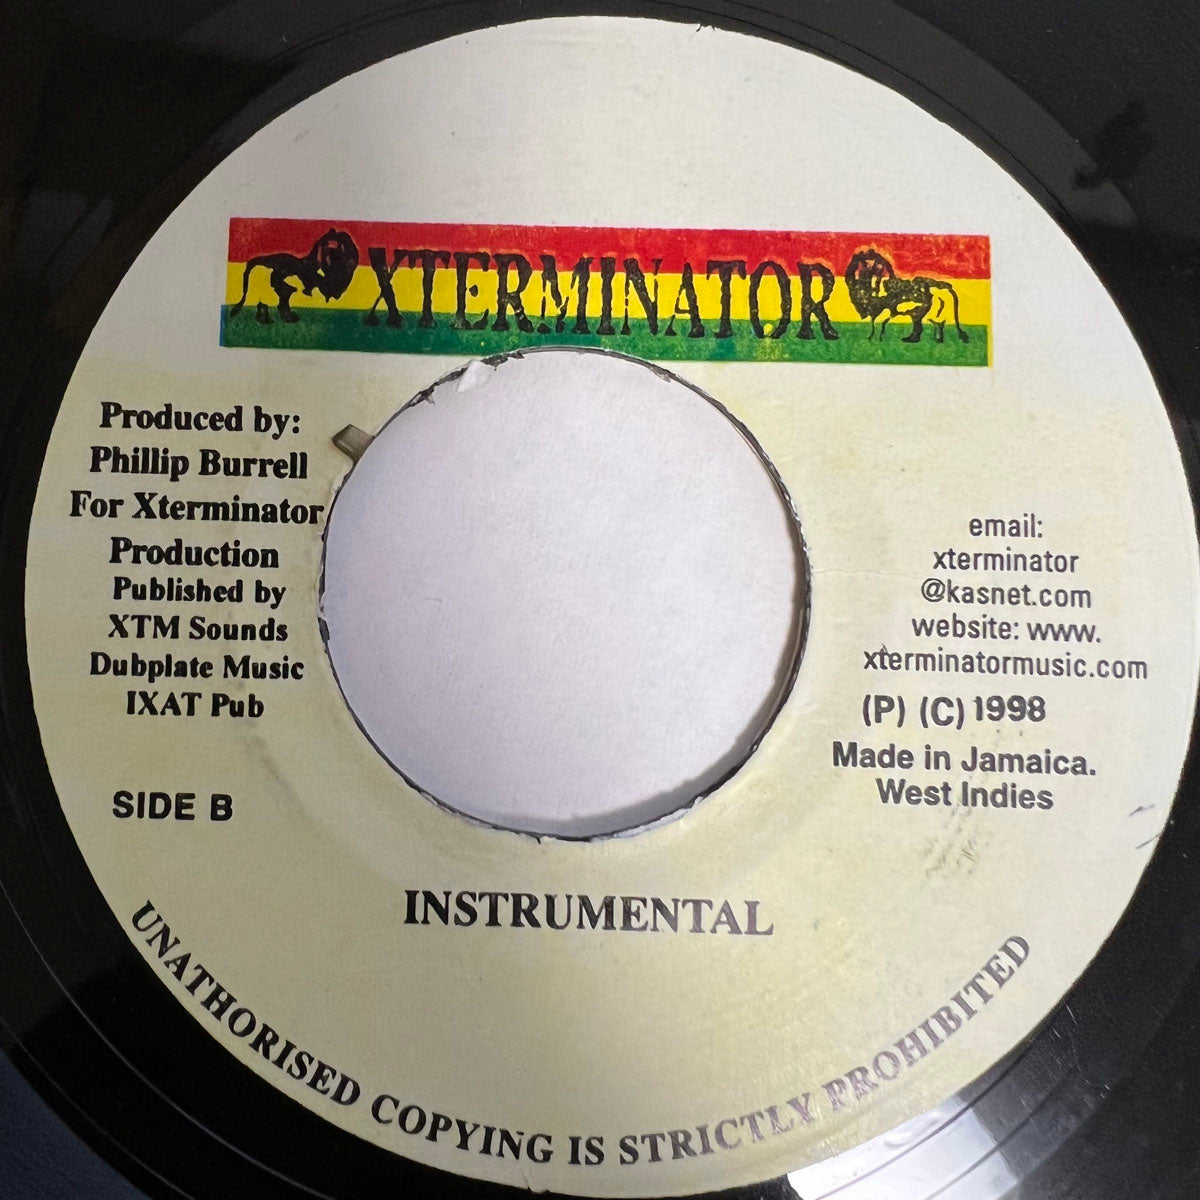 XTERMINATOR
Produced by:
Phillip Burrell
For Xterminator
Production
Published by
XTM Sounds
Dubplate Music
IXAT Pub
SIDE B
email:
xterminator
@kasnet.com
website: www.
xterminatormusic.com
(P) (C) 1998
Made in Jamaica.
West Indies
INSTRUMENTAL
UNATHORISED COPYING IS STRICTLY PROHIBITED